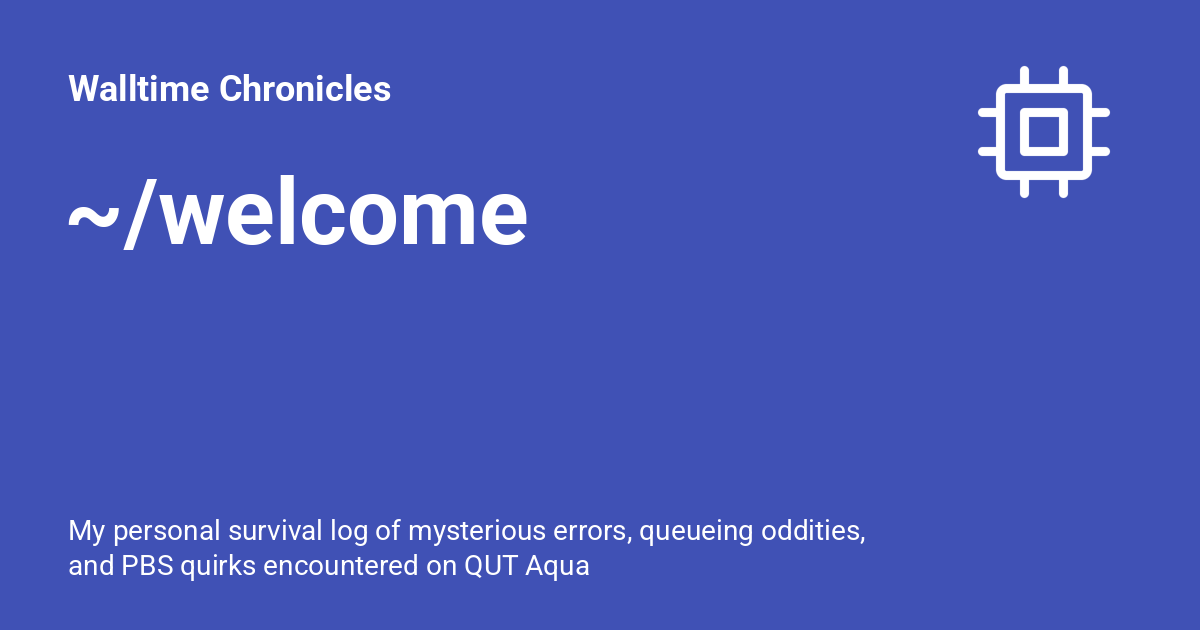 Walltime Chronicles
~/welcome
My personal survival log of mysterious errors, queueing oddities,
and PBS quirks encountered on QUT Aqua